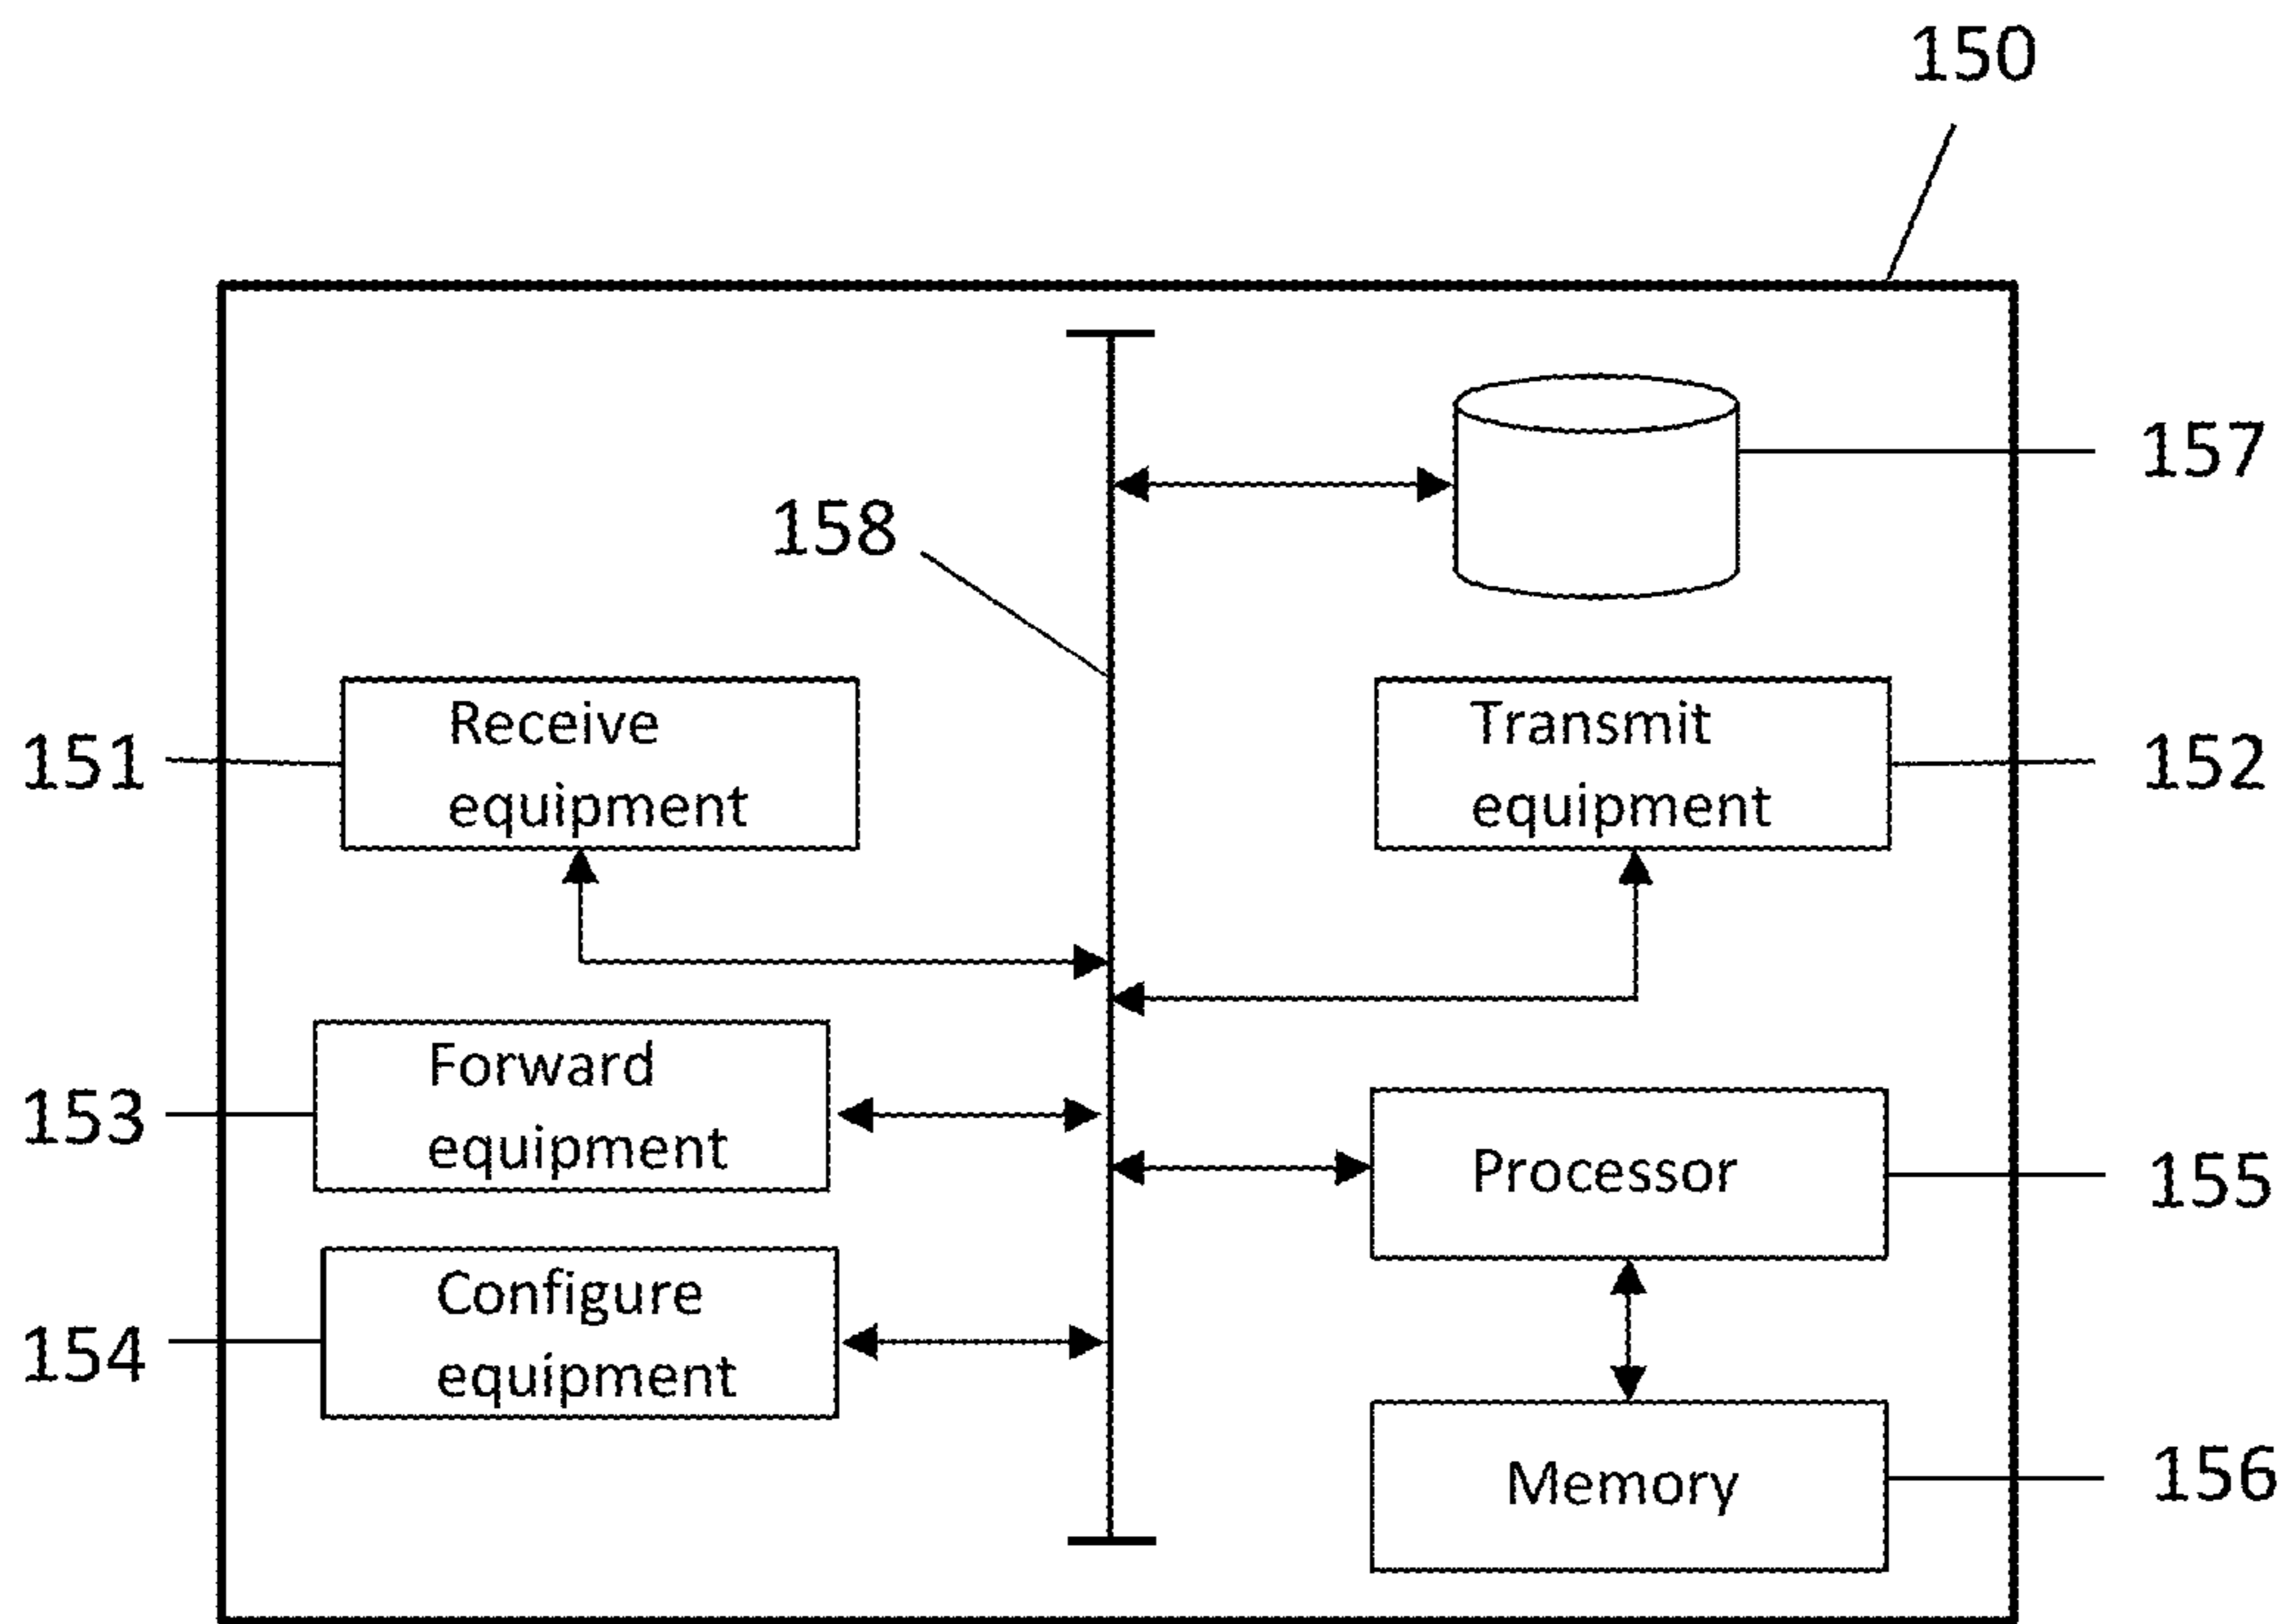 150
157
158
Receive
equipment
151
Transmit
equipment
152
Forward
equipment
153
Processor
155
Configure
equipment
154
Memory
156